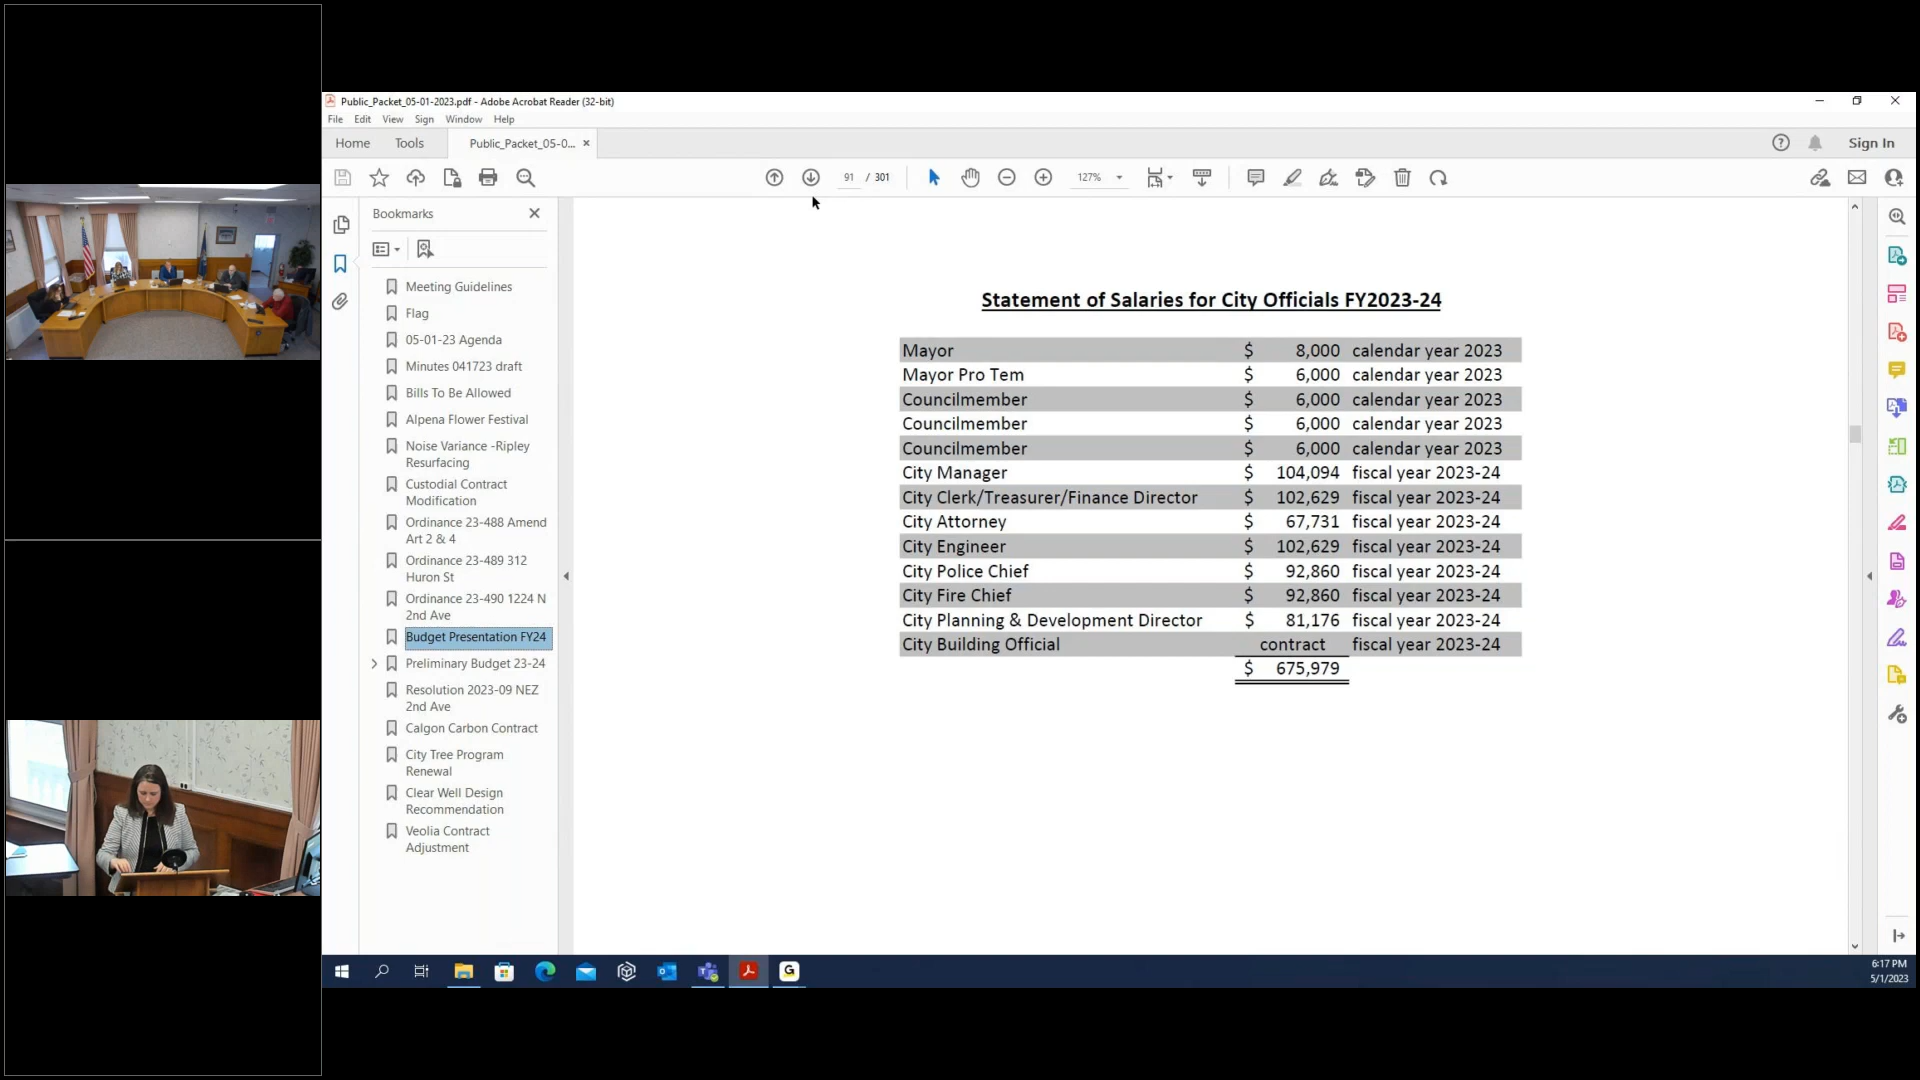 Public_Packet_05-01-2023.pdf - Adobe Acrobat Reader (32-bit)
File Edit View Sign Window Help
Home Tools Public_Packet_05-0... Sign In
91 / 301 127%
Bookmarks
Meeting Guidelines
Flag
05-01-23 Agenda
Minutes 041723 draft
Bills To Be Allowed
Alpena Flower Festival
Noise Variance -Ripley
Resurfacing
Custodial Contract
Modification
Ordinance 23-488 Amend
Art 2 & 4
Ordinance 23-489 312
Huron St
Ordinance 23-490 1224 N
2nd Ave
Budget Presentation FY24
Preliminary Budget 23-24
Resolution 2023-09 NEZ
2nd Ave
Calgon Carbon Contract
City Tree Program
Renewal
Clear Well Design
Recommendation
Veolia Contract
Adjustment
Statement of Salaries for City Officials FY2023-24
Mayor $ 8,000 calendar year 2023
Mayor Pro Tem $ 6,000 calendar year 2023
Councilmember $ 6,000 calendar year 2023
Councilmember $ 6,000 calendar year 2023
Councilmember $ 6,000 calendar year 2023
City Manager $ 104,094 fiscal year 2023-24
City Clerk/Treasurer/Finance Director $ 102,629 fiscal year 2023-24
City Attorney $ 67,731 fiscal year 2023-24
City Engineer $ 102,629 fiscal year 2023-24
City Police Chief $ 92,860 fiscal year 2023-24
City Fire Chief $ 92,860 fiscal year 2023-24
City Planning & Development Director $ 81,176 fiscal year 2023-24
City Building Official contract fiscal year 2023-24
$ 675,979
6:17 PM
5/1/2023